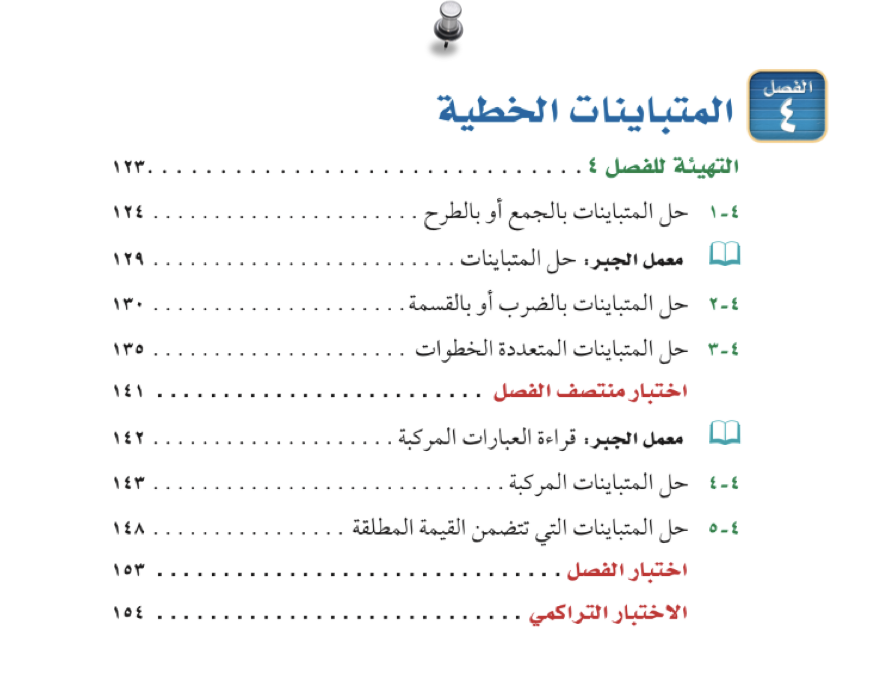 الفصل ٤
المتباينات الخطية
التهيئة للفصل ٤ . . . . . . . . . . . . . . . . . . . . . . . . . . . . . . ١٢٣
٤-١ حل المتباينات بالجمع أو بالطرح . . . . . . . . . . . . . . . . . . . . . . ١٢٤
معمل الجبر: حل المتباينات . . . . . . . . . . . . . . . . . . . . . . . . . ١٢٩
٤-٢ حل المتباينات بالضرب أو بالقسمة . . . . . . . . . . . . . . . . . . . . . ١٣٠
٤-٣ حل المتباينات المتعددة الخطوات . . . . . . . . . . . . . . . . . . . . . ١٣٥
اختبار منتصف الفصل . . . . . . . . . . . . . . . . . . . . . . . . . ١٤١
معمل الجبر: قراءة العبارات المركبة . . . . . . . . . . . . . . . . . . . . ١٤٢
٤-٤ حل المتباينات المركبة . . . . . . . . . . . . . . . . . . . . . . . . . . . . . ١٤٣
٤-٥ حل المتباينات التي تتضمن القيمة المطلقة . . . . . . . . . . . . . . . . ١٤٨
اختبار الفصل . . . . . . . . . . . . . . . . . . . . . . . . . . . . . . . ١٥٣
الاختبار التراكمي . . . . . . . . . . . . . . . . . . . . . . . . . . . . ١٥٤